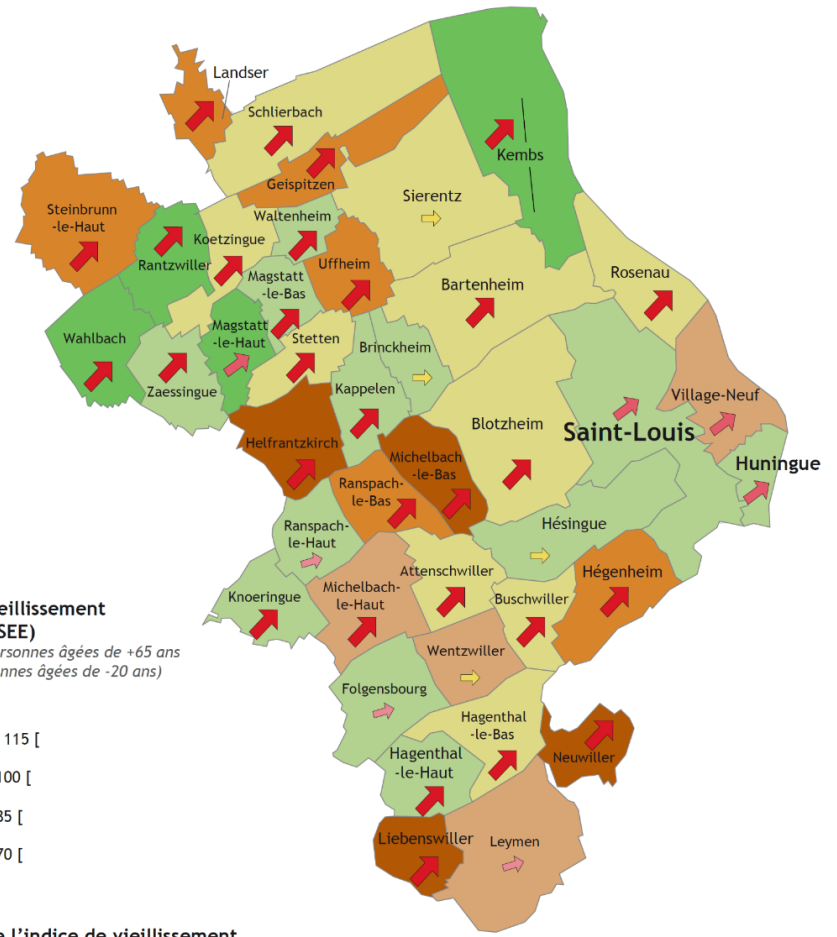 Landser
Schlierbach
Kembs
Geispitzen
Sierentz
Steinbrunn
-le-Haut
Waltenheim
Koetzingue
Rantzwiller
Uffheim
Rosenau
Magstatt
-le-Bas
Bartenheim
Wahlbach
Magstatt
-le-Haut
Stetten
Brinckheim
Zaessingue
Kappelen
Village-Neuf
Blotzheim
Saint-Louis
Helfrantzkirch
Michelbach
-le-Bas
Huningue
Ranspach-
le-Bas
Ranspach-
le-Haut
Hésingue
Attenschwiller
Hégenheim
Knoeringue
Michelbach-
le-Haut
Buschwiller
Wentzwiller
Folgensbourg
Hagenthal
-le-Bas
Hagenthal
-le-Haut
Neuwiller
Liebenswiller
Leymen
eillissement
SEE)
ersonnes âgées de +65 ans
nnes âgées de -20 ans)
115 [
100 [
85 [
70 [
e l'indice de vieillissement